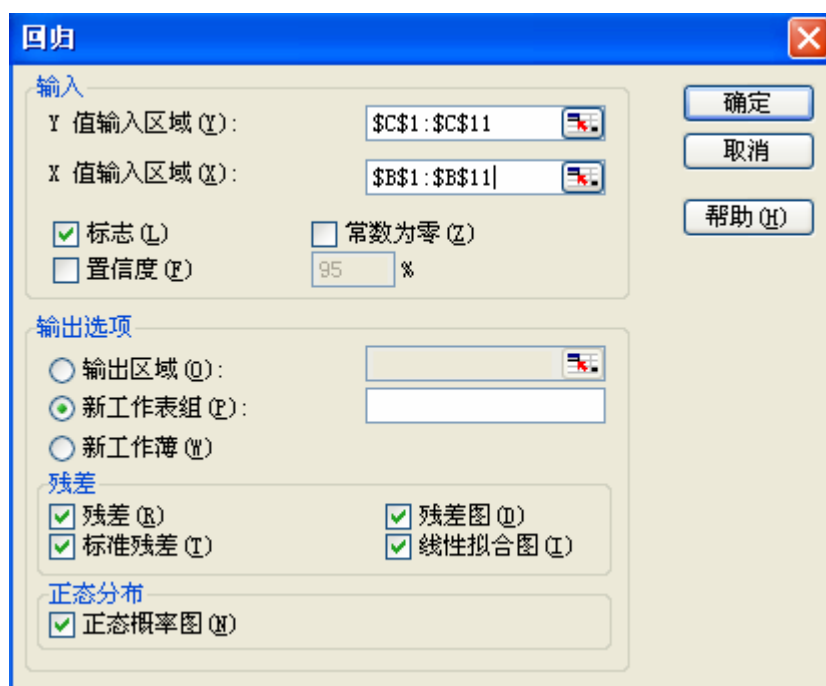 回归
输入
Y 值输入区域(Y):
$C$1:$C$11
X 值输入区域(X):
$B$1:$B$11
标志(L)
常数为零(Z)
置信度(F)
95
%
输出选项
输出区域(O):
新工作表组(P):
新工作薄(W)
残差
残差(R)
残差图(D)
标准残差(T)
线性拟合图(I)
正态分布
正态概率图(N)
确定
取消
帮助(H)